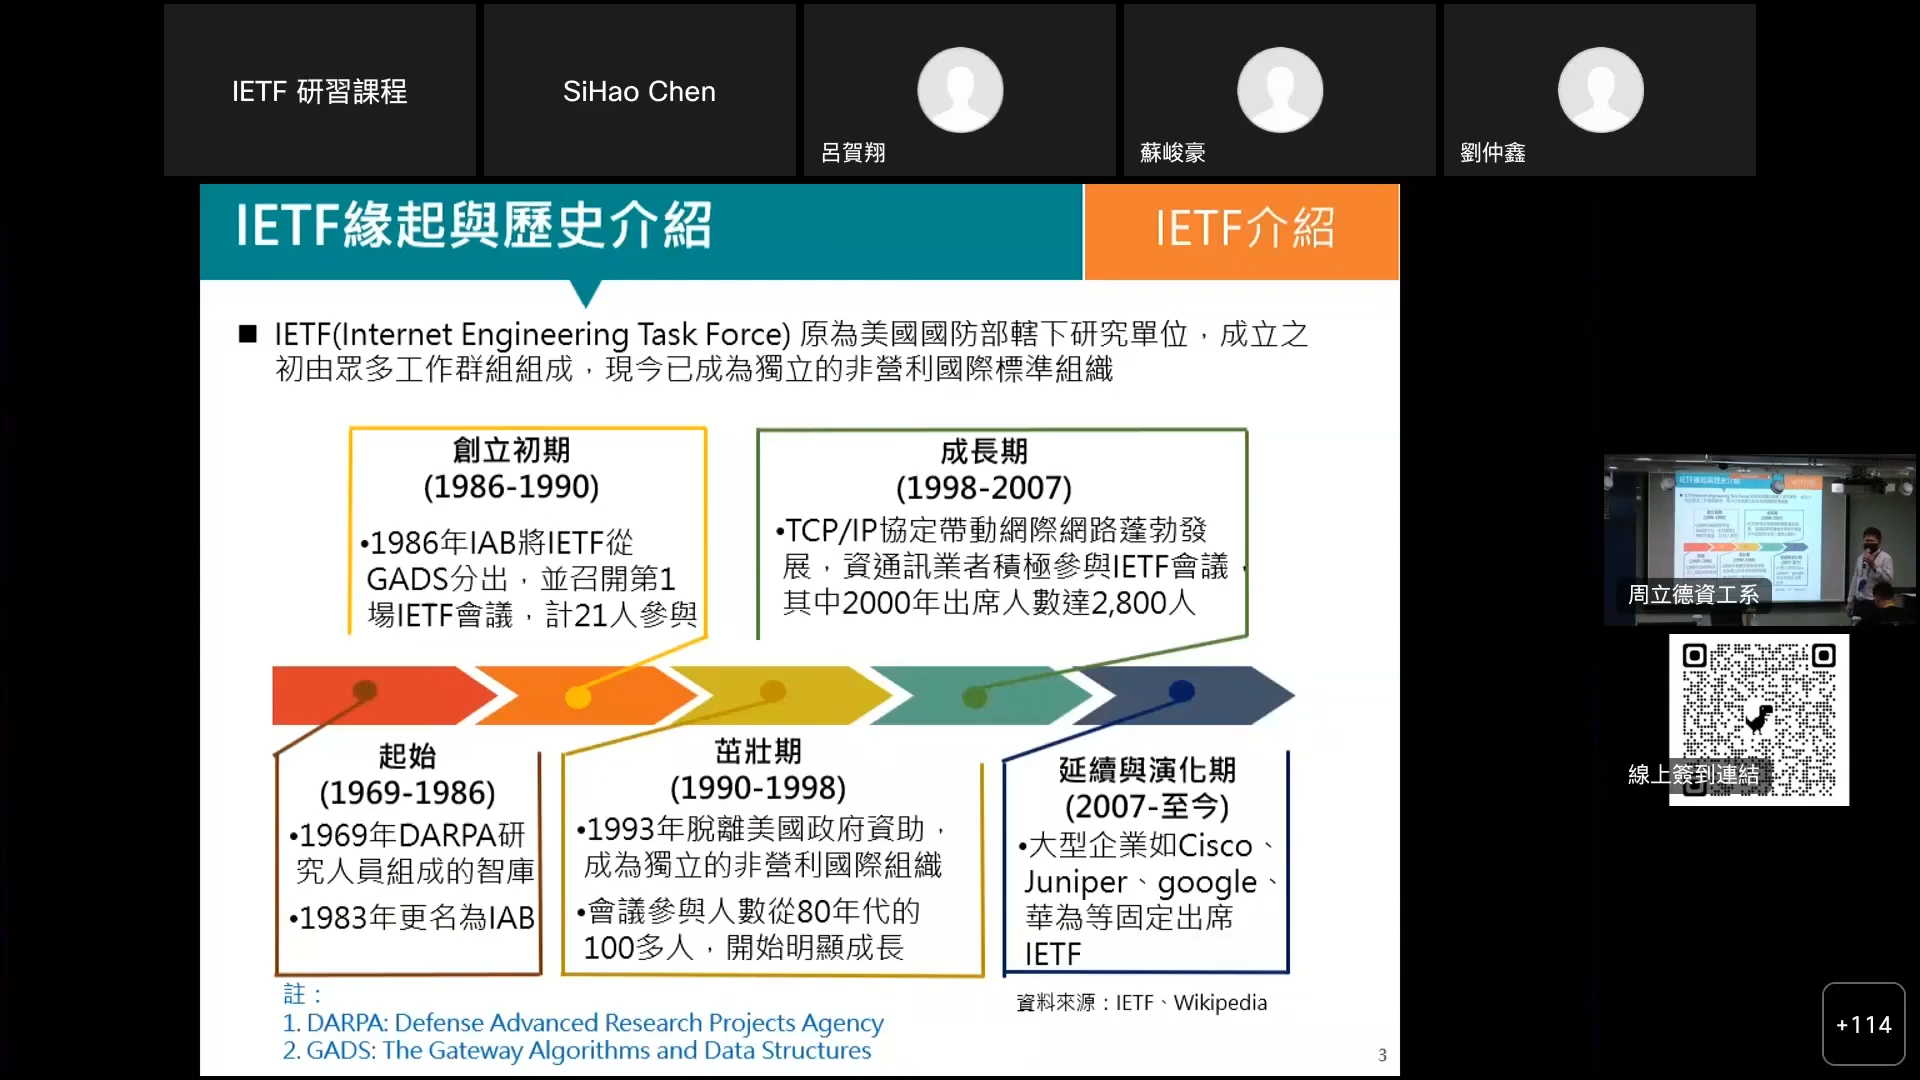 IETF 研習課程
SiHao Chen
呂賀翔
蘇峻豪
劉仲鑫
IETF緣起與歷史介紹
IETF介紹
■ IETF(Internet Engineering Task Force) 原為美國國防部轄下研究單位，成立之
初由眾多工作群組組成，現今已成為獨立的非營利國際標準組織
創立初期
(1986-1990)
•1986年IAB將IETF從
GADS分出，並召開第1
場IETF會議，計21人參與
成長期
(1998-2007)
•TCP/IP協定帶動網際網路蓬勃發
展，資通訊業者積極參與IETF會議，
其中2000年出席人數達2,800人
起始
(1969-1986)
•1969年DARPA研
究人員組成的智庫
•1983年更名為IAB
茁壯期
(1990-1998)
•1993年脫離美國政府資助，
成為獨立的非營利國際組織
•會議參與人數從80年代的
100多人，開始明顯成長
延續與演化期
(2007-至今)
•大型企業如Cisco、
Juniper、google、
華為等固定出席
IETF
註：
1. DARPA: Defense Advanced Research Projects Agency
2. GADS: The Gateway Algorithms and Data Structures
資料來源：IETF、Wikipedia
3
周立德資工系
線上簽到連結
+114